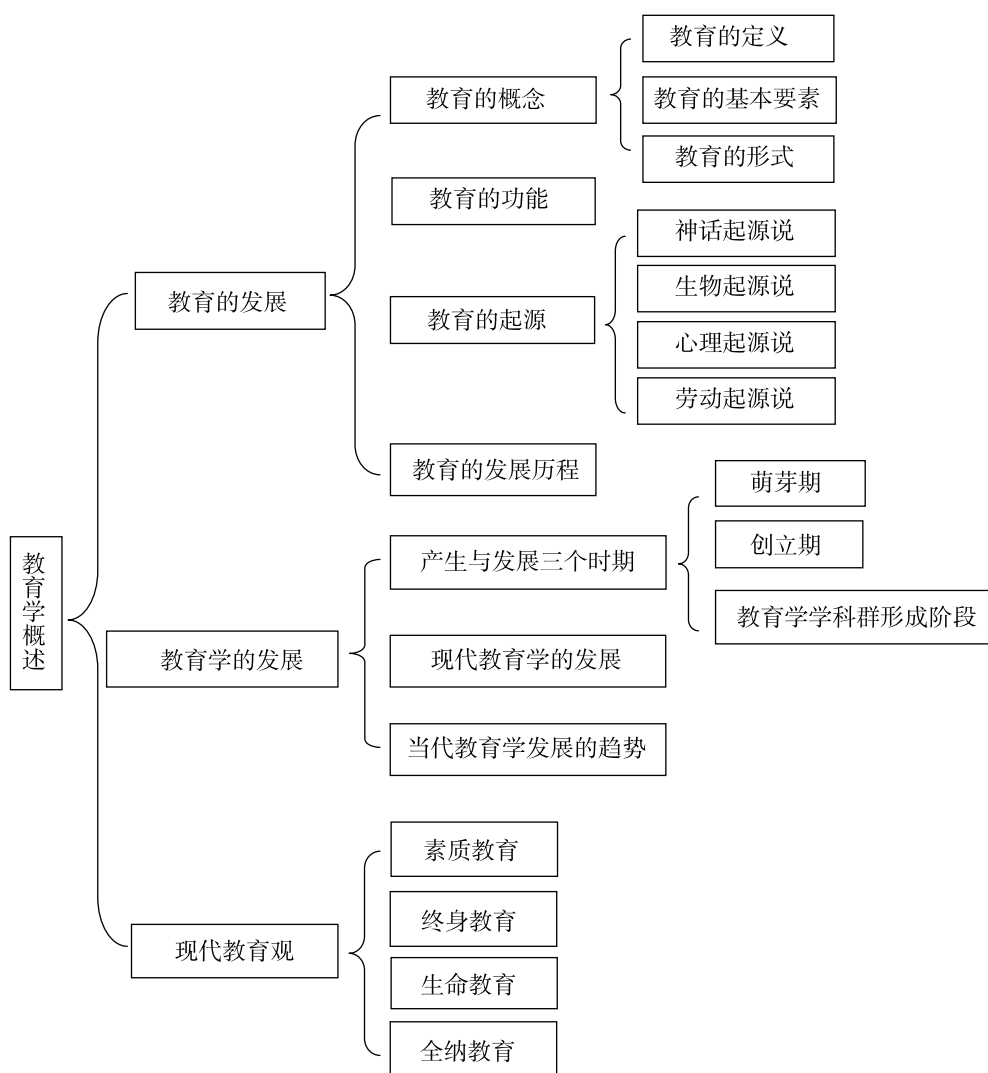 教育学概述
教育的发展
教育的概念
教育的定义
教育的基本要素
教育的形式
教育的功能
教育的起源
神话起源说
生物起源说
心理起源说
劳动起源说
教育的发展历程
教育学的发展
产生与发展三个时期
萌芽期
创立期
教育学学科群形成阶段
现代教育学的发展
当代教育学发展的趋势
现代教育观
素质教育
终身教育
生命教育
全纳教育